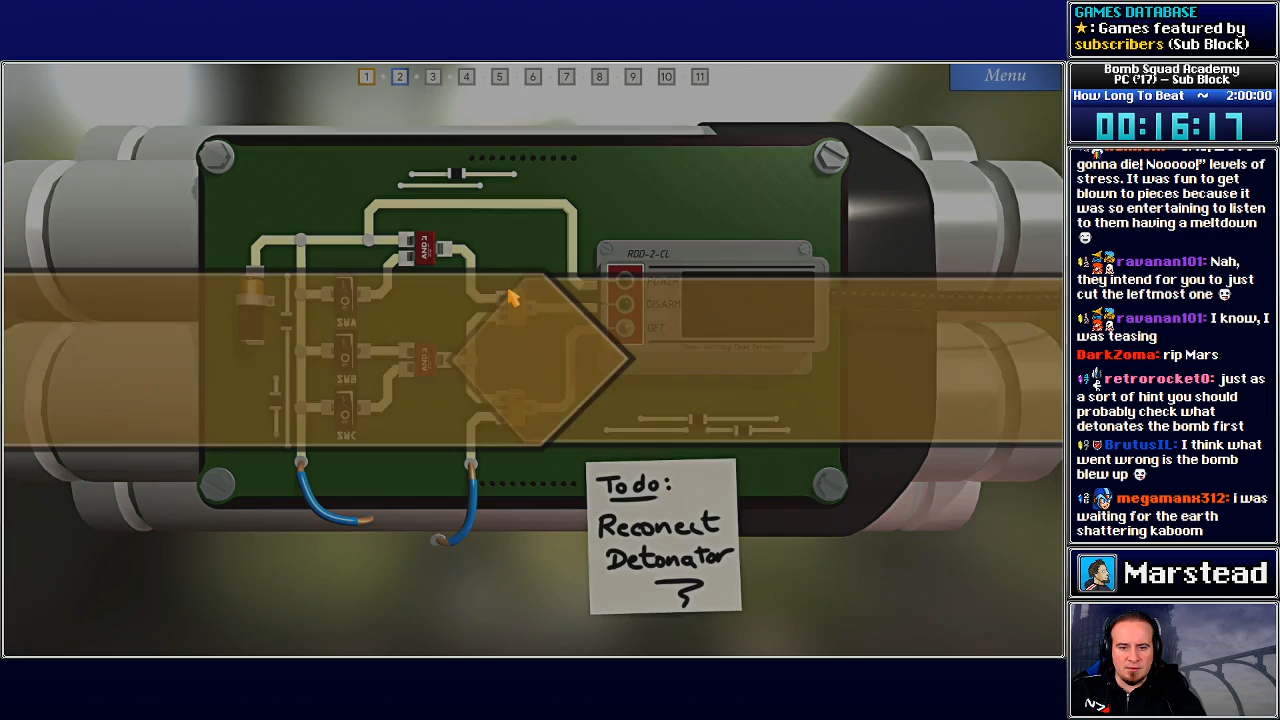 1 2 3 4 5 6 7 8 9 10 11
Menu
AND3
RDD-2-CL
POWER
DISARM
DET
SWA
SWB
AND3
SWC
To do:
Reconect
Detonator
GAMES DATABASE
★: Games featured by
subscribers (Sub Block)
Bomb Squad Academy
PC ('17) – Sub Block
How Long To Beat ~ 2:00:00
00:16:17
gonna die! Nooooo!" levels of
stress. It was fun to get
blown to pieces because it
was so entertaining to listen
to them having a meltdown
ravanan101: Nah,
they intend for you to just
cut the leftmost one
ravanan101: I know, I
was teasing
DarkZoma: rip Mars
retrorocket0: just as
a sort of hint you should
probably check what
detonates the bomb first
BrutusIL: I think what
went wrong is the bomb
blew up
megamanx312: i was
waiting for the earth
shattering kaboom
Marstead